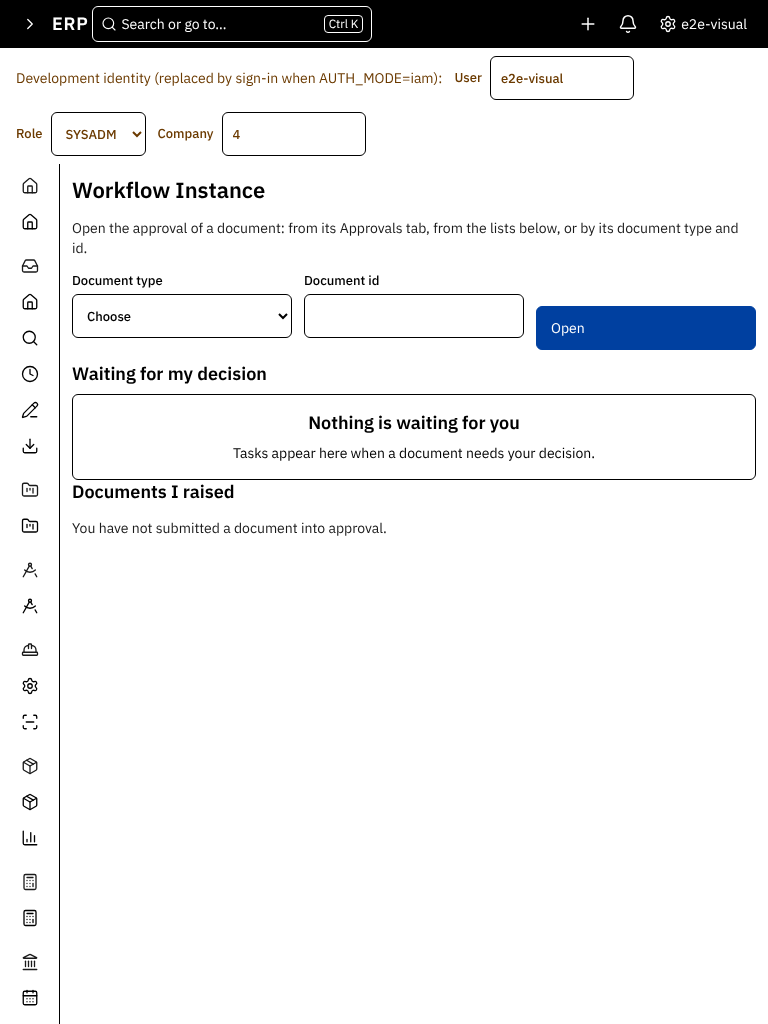 ERP
Search or go to...
Ctrl K
e2e-visual
Development identity (replaced by sign-in when AUTH_MODE=iam):
User
e2e-visual
Role
SYSADM
Company
4
Workflow Instance
Open the approval of a document: from its Approvals tab, from the lists below, or by its document type and
id.
Document type
Document id
Choose
Open
Waiting for my decision
Nothing is waiting for you
Tasks appear here when a document needs your decision.
Documents I raised
You have not submitted a document into approval.